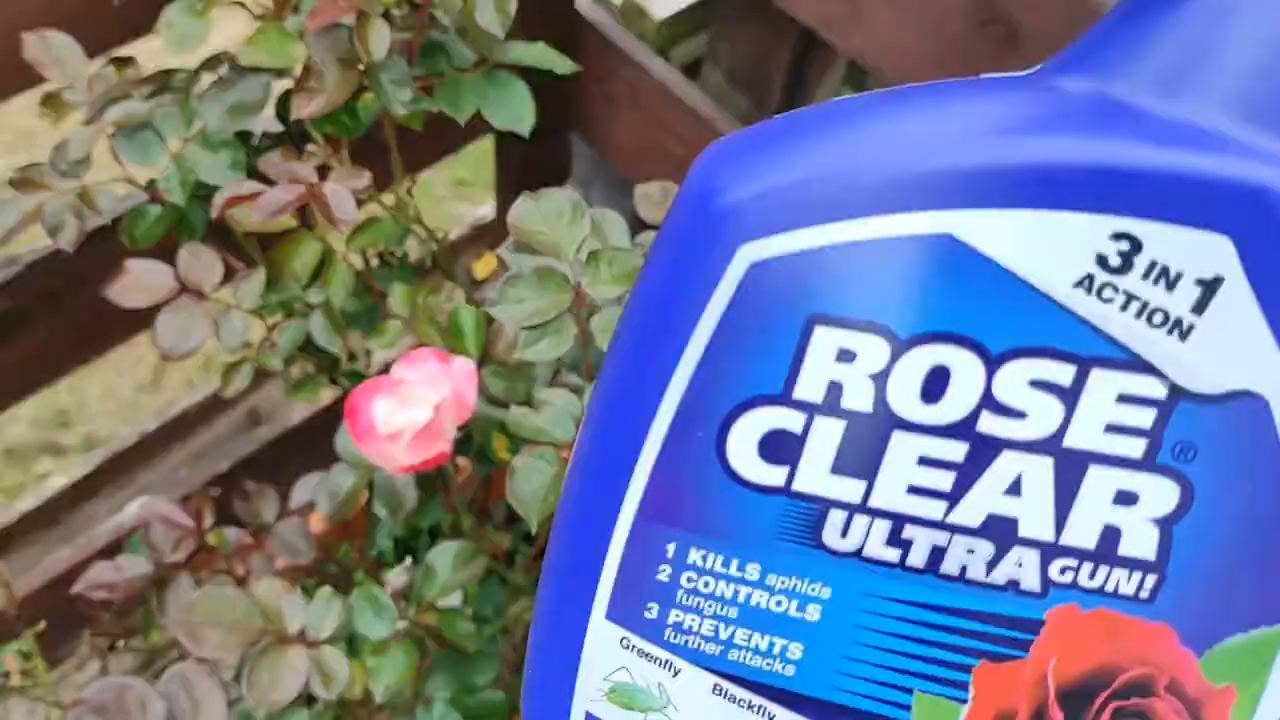 3 IN 1
ACTION
ROSE
CLEAR®
ULTRA GUN!
1 KILLS aphids
2 CONTROLS
fungus
3 PREVENTS
further attacks
Greenfly
Blackfly